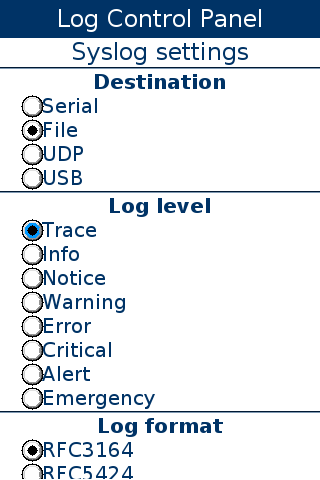 Log Control Panel
Syslog settings
Destination
Serial
File
UDP
USB
Log level
Trace
Info
Notice
Warning
Error
Critical
Alert
Emergency
Log format
RFC3164
RFC5424